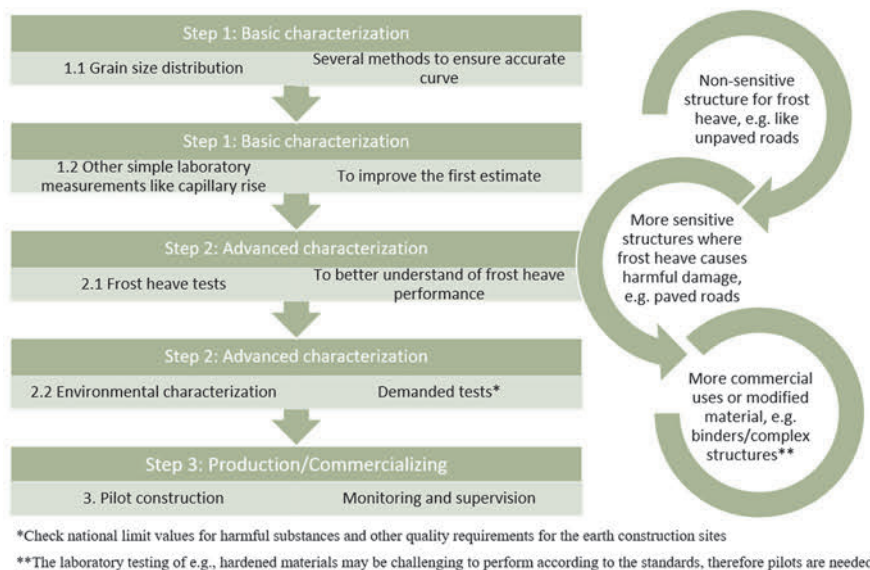 Step 1: Basic characterization
1.1 Grain size distribution
Several methods to ensure accurate
curve
Step 1: Basic characterization
1.2 Other simple laboratory
measurements like capillary rise
To improve the first estimate
Step 2: Advanced characterization
2.1 Frost heave tests
To better understand of frost heave
performance
Step 2: Advanced characterization
2.2 Environmental characterization
Demanded tests*
Step 3: Production/Commercializing
3. Pilot construction
Monitoring and supervision
Non-sensitive
structure for frost
heave, e.g. like
unpaved roads
More sensitive
structures where
frost heave causes
harmful damage,
e.g. paved roads
More commercial
uses or modified
material, e.g.
binders/complex
structures**
*Check national limit values for harmful substances and other quality requirements for the earth construction sites
**The laboratory testing of e.g., hardened materials may be challenging to perform according to the standards, therefore pilots are needed